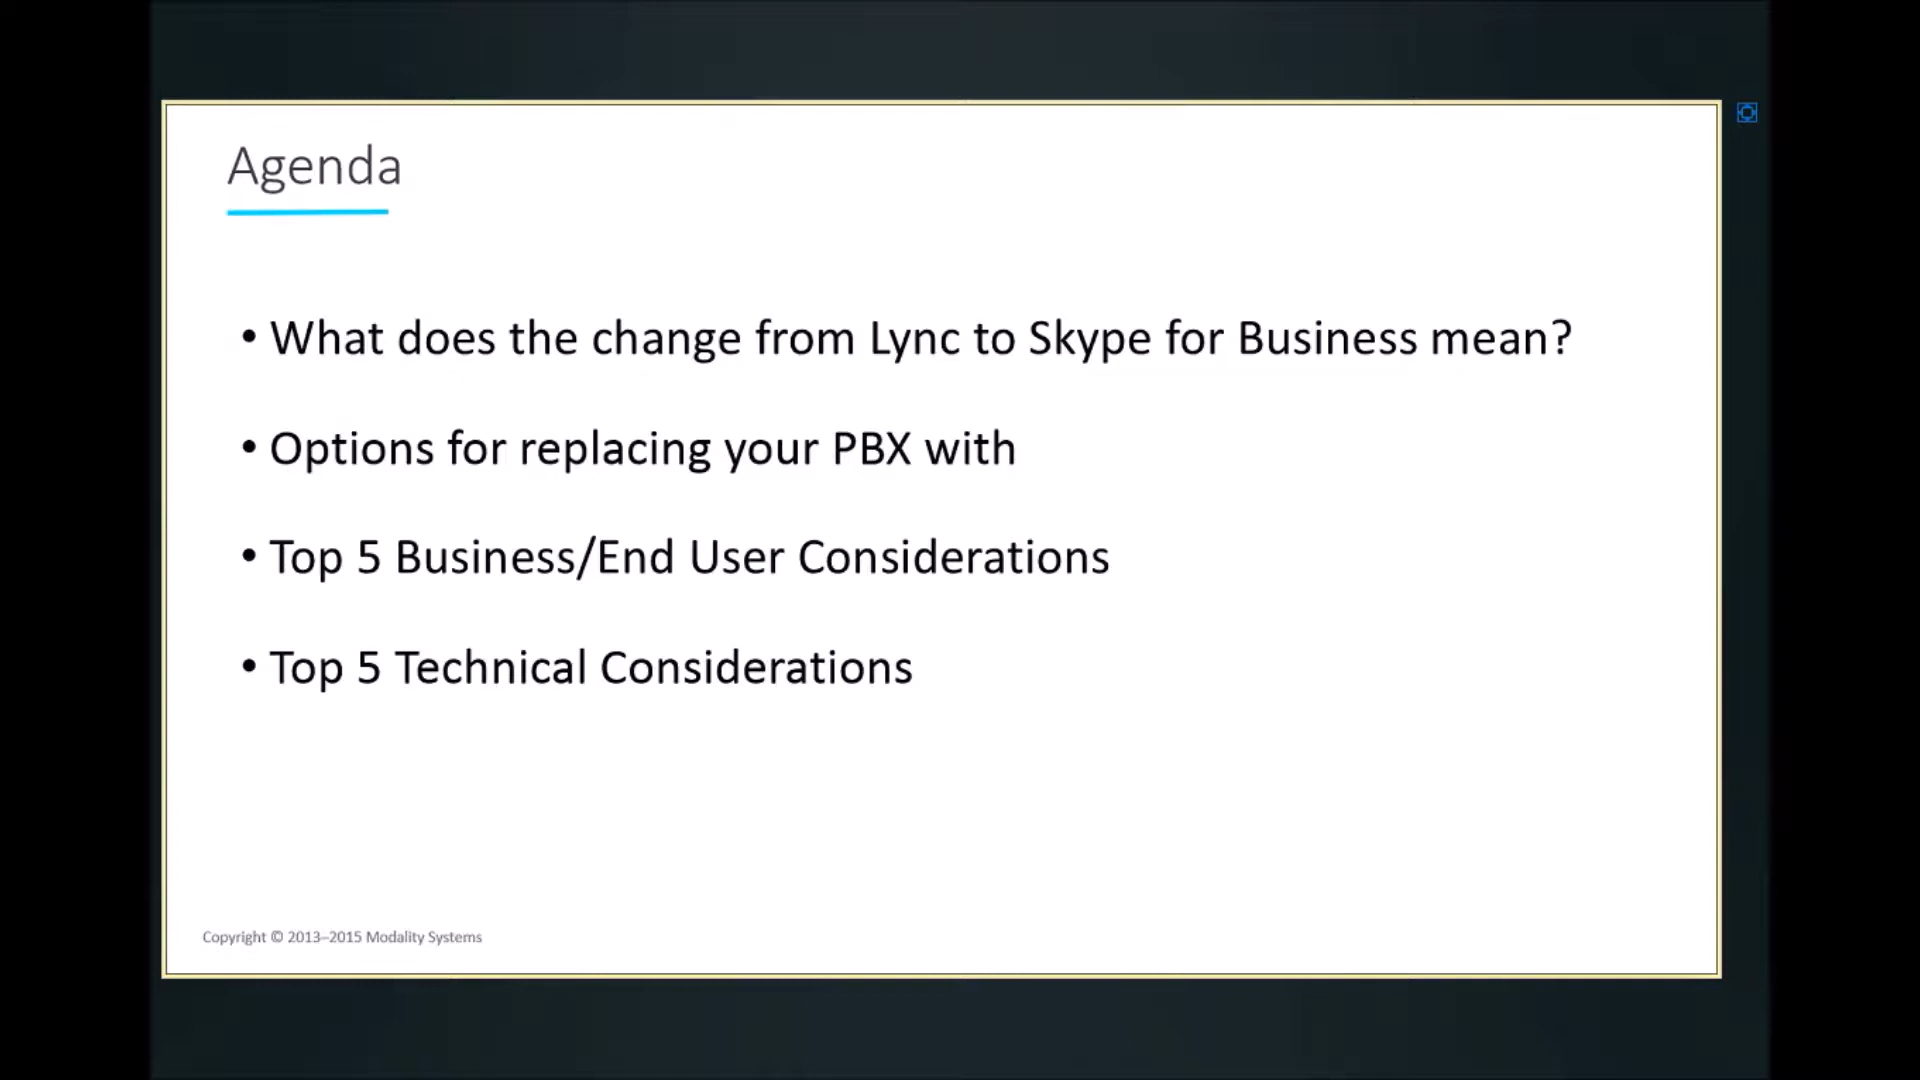 Agenda
• What does the change from Lync to Skype for Business mean?
• Options for replacing your PBX with
• Top 5 Business/End User Considerations
• Top 5 Technical Considerations
Copyright © 2013–2015 Modality Systems